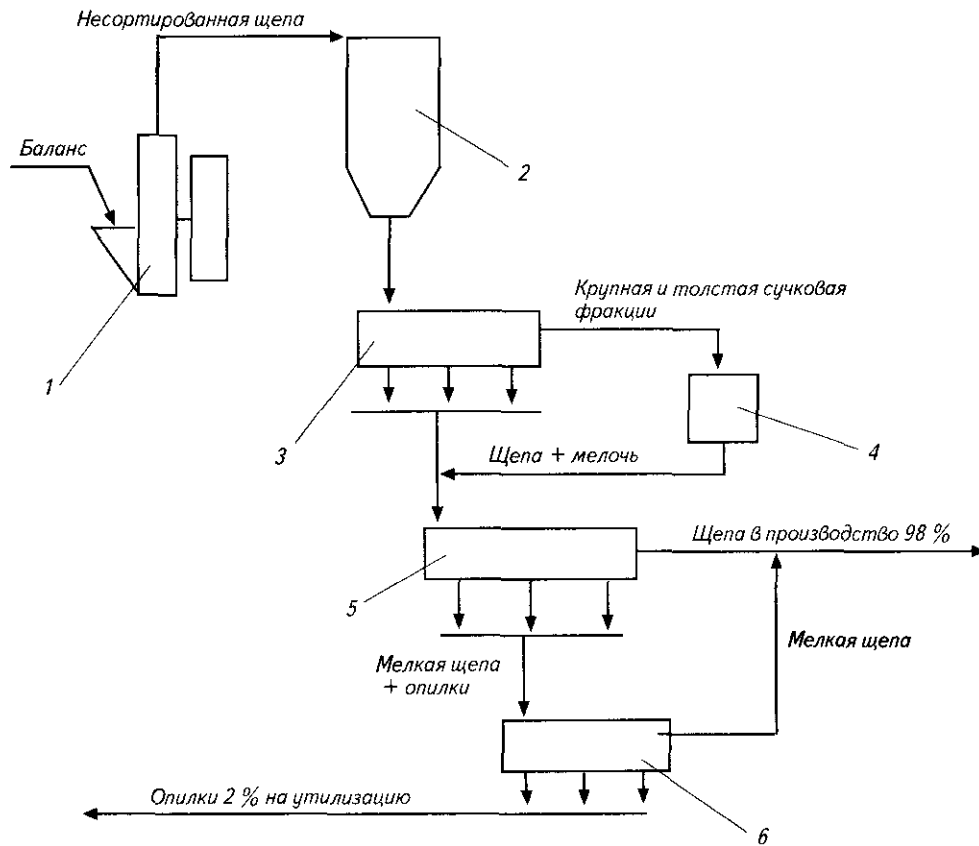 Несортированная щепа
Баланс
2
1
Крупная и толстая сучковая
фракции
3
4
Щепа + мелочь
Щепа в производство 98 %
5
Мелкая щепа
+ опилки
Мелкая щепа
Опилки 2 % на утилизацию
6